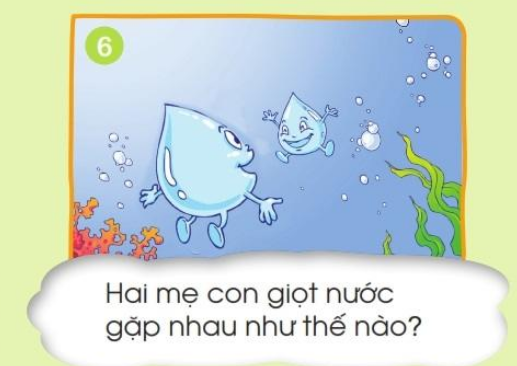 6
Hai mẹ con giọt nước
gặp nhau như thế nào?